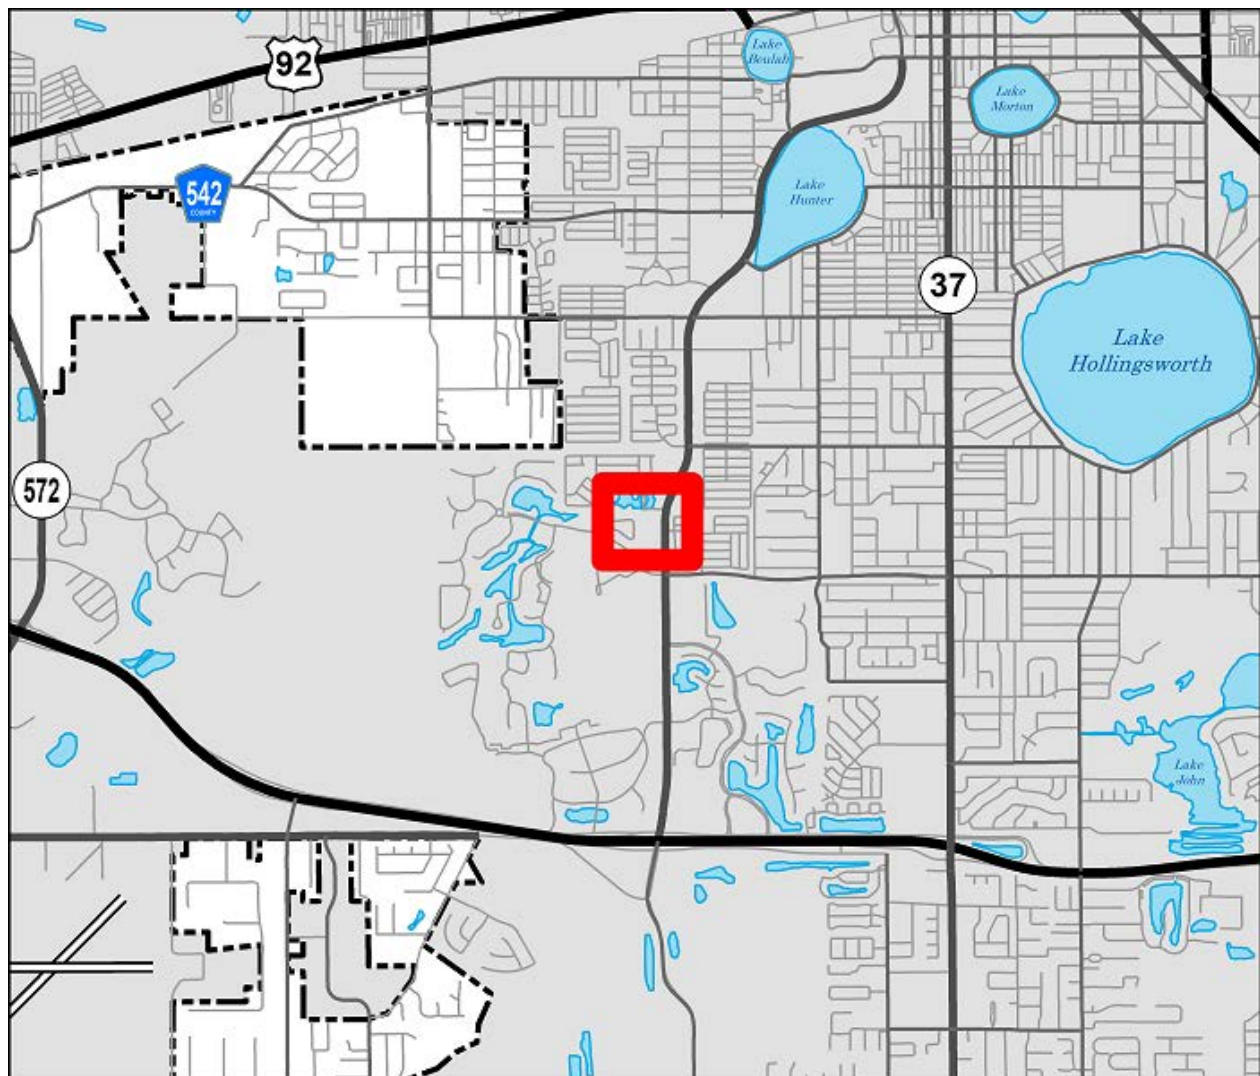 92
Lake
Beulah
Lake
Morton
542
COUNTY
Lake
Hunter
37
Lake
Hollingsworth
572
Lake
John